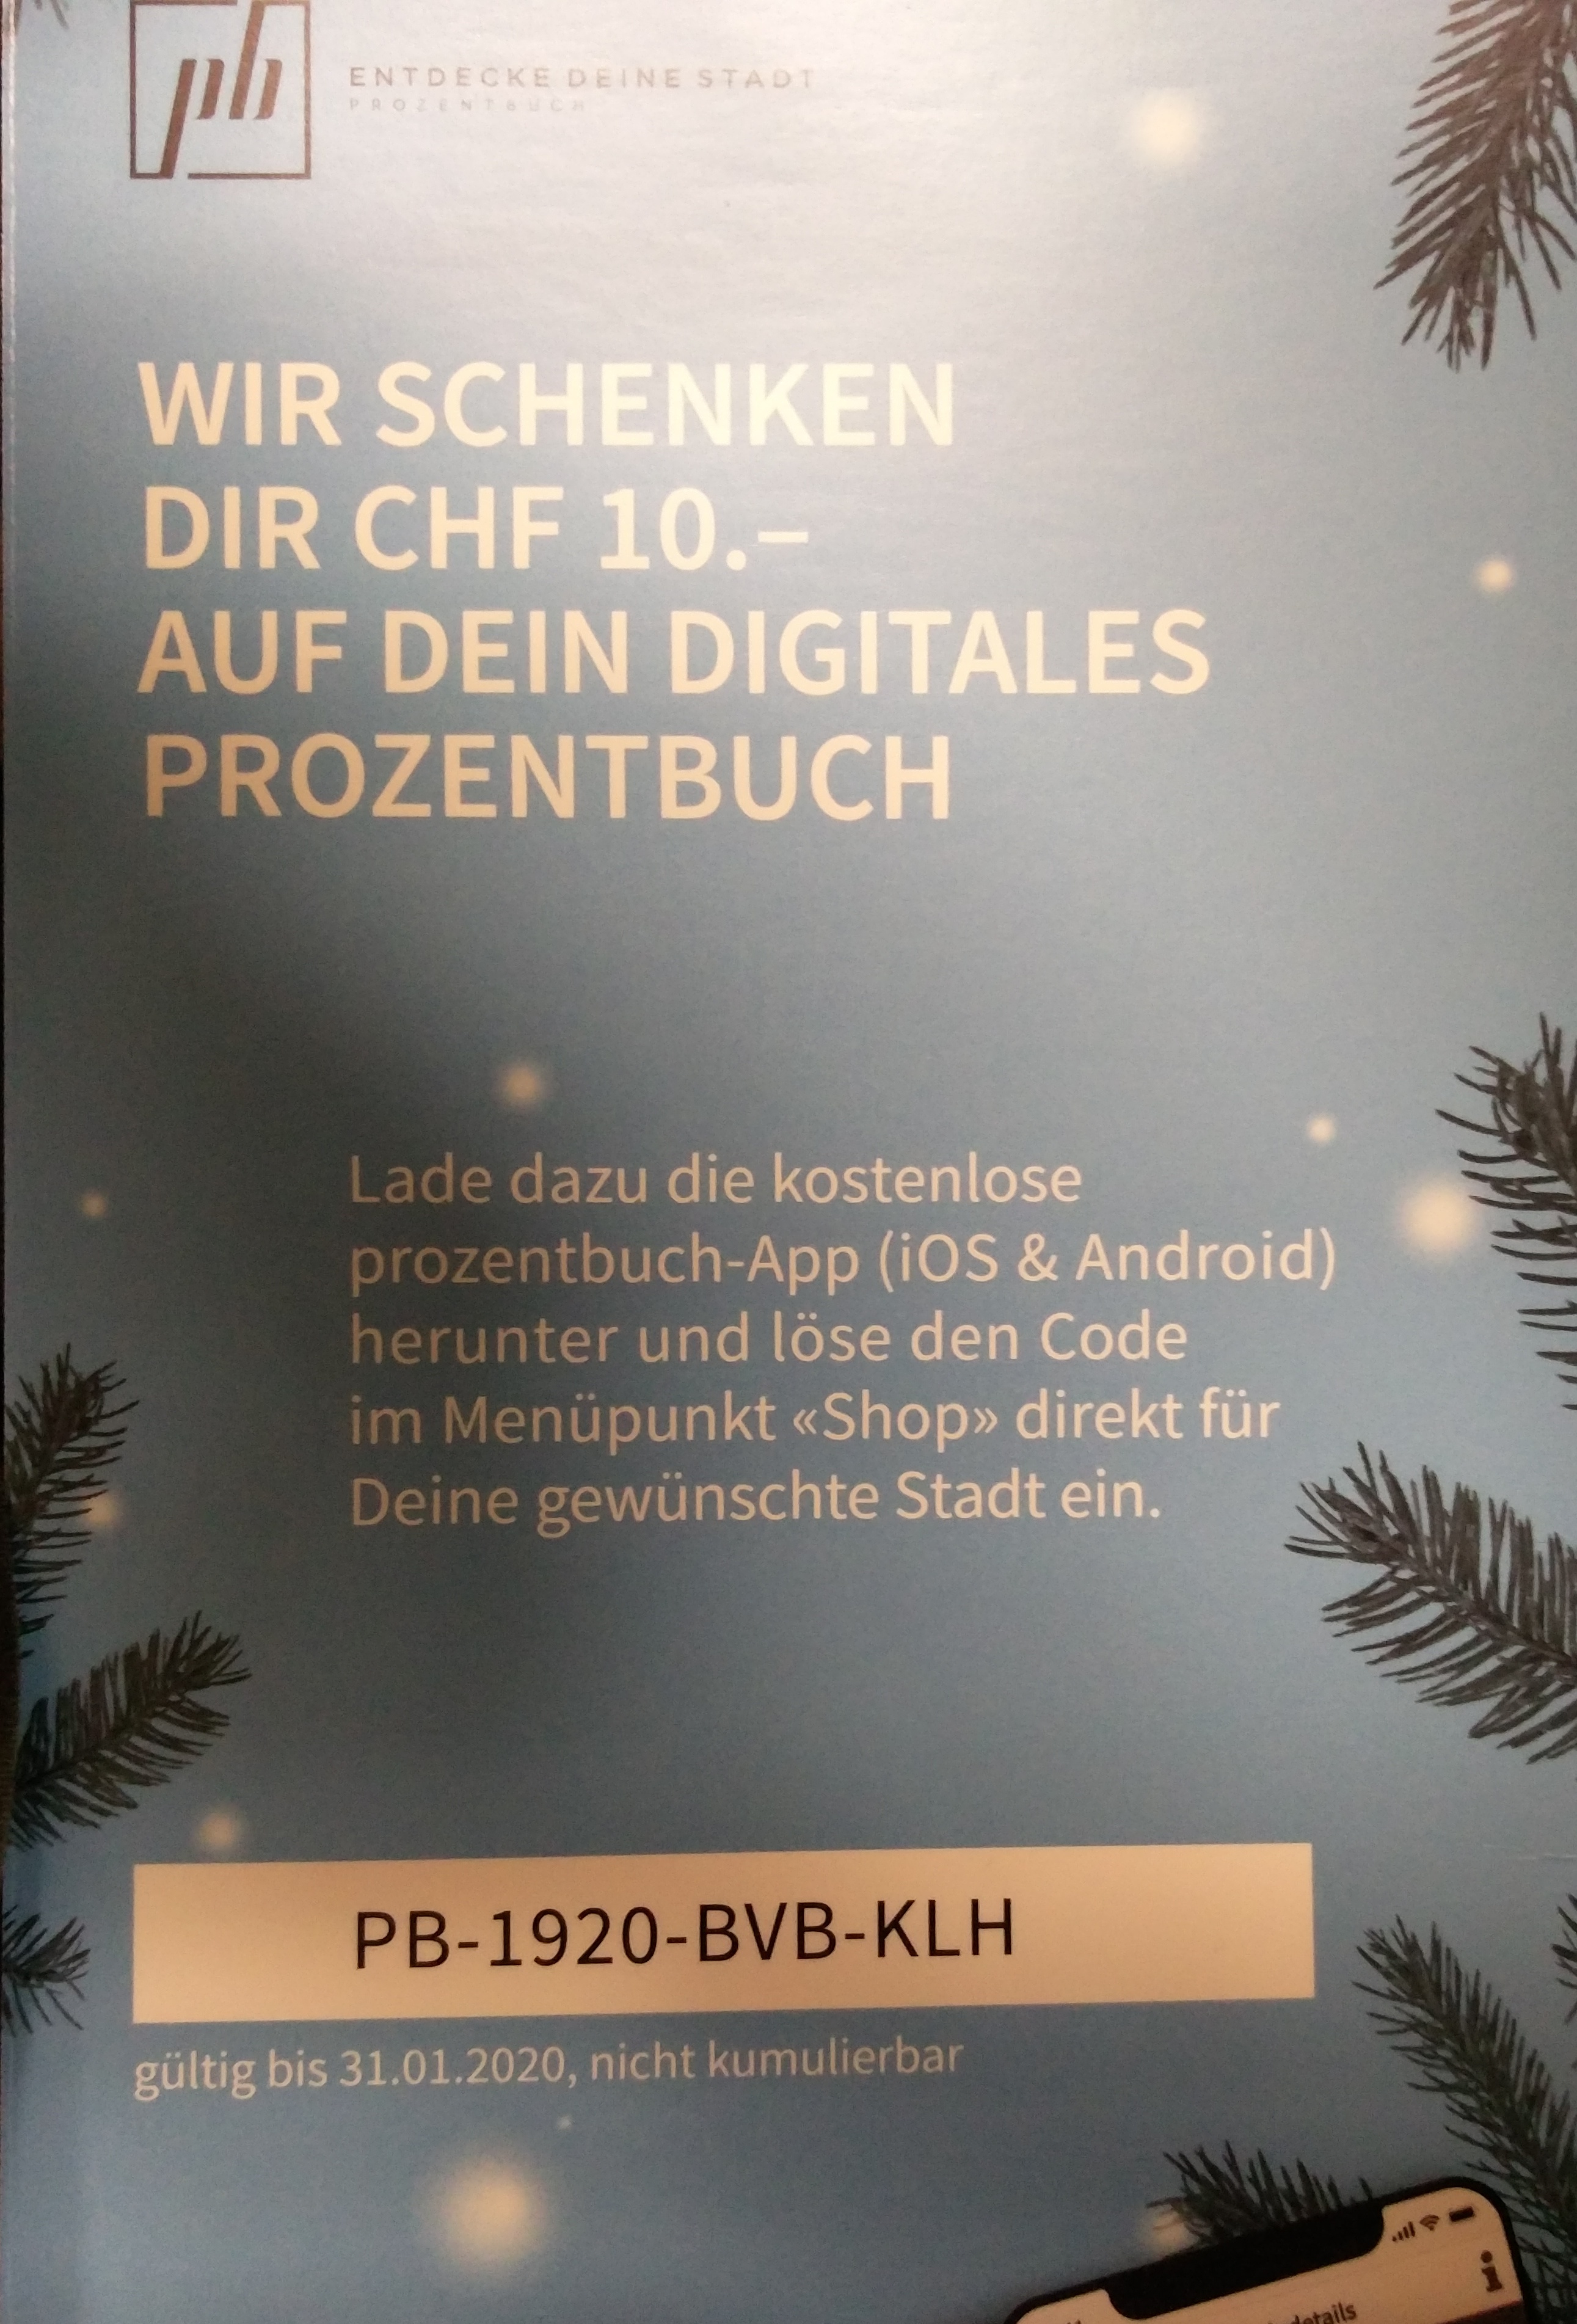 pb
ENTDECKE DEINE STADT
PROZENTBUCH
WIR SCHENKEN
DIR CHF 10.–
AUF DEIN DIGITALES
PROZENTBUCH
Lade dazu die kostenlose
prozentbuch-App (iOS & Android)
herunter und löse den Code
im Menüpunkt «Shop» direkt für
Deine gewünschte Stadt ein.
PB-1920-BVB-KLH
gültig bis 31.01.2020, nicht kumulierbar
i
details